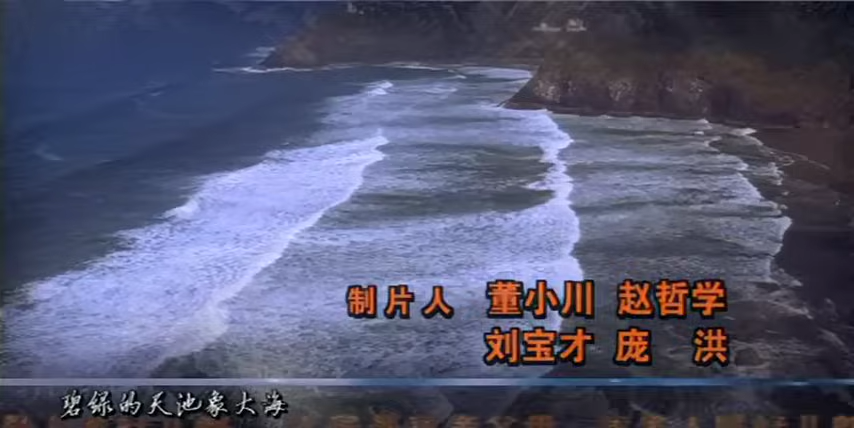 制片人 董小川 赵哲学
刘宝才 庞 洪
碧绿的天池象大海